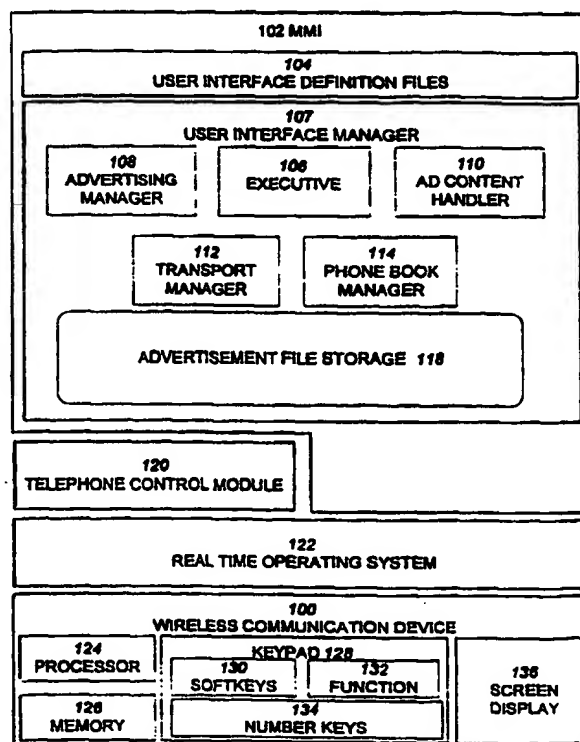 102 MMI
104
USER INTERFACE DEFINITION FILES
107
USER INTERFACE MANAGER
108
ADVERTISING
MANAGER
106
EXECUTIVE
110
AD CONTENT
HANDLER
112
TRANSPORT
MANAGER
114
PHONE BOOK
MANAGER
ADVERTISEMENT FILE STORAGE 118
120
TELEPHONE CONTROL MODULE
122
REAL TIME OPERATING SYSTEM
100
WIRELESS COMMUNICATION DEVICE
124
PROCESSOR
126
MEMORY
KEYPAD 128
130
SOFTKEYS
132
FUNCTION
134
NUMBER KEYS
136
SCREEN
DISPLAY